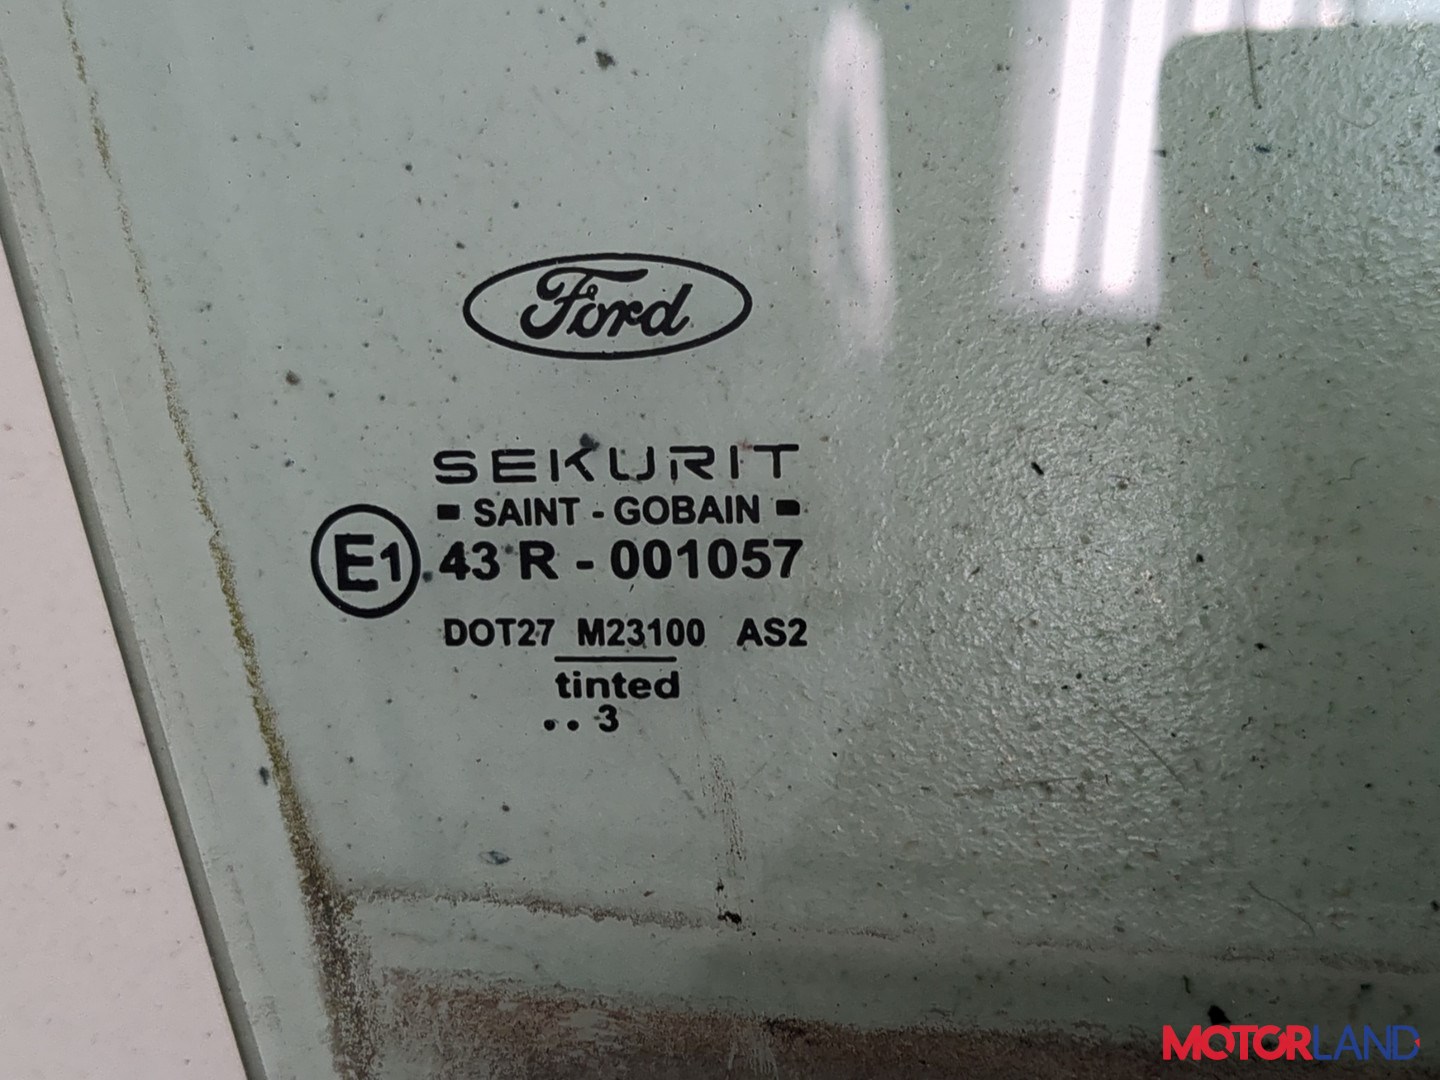 Ford
SEKURIT
SAINT - GOBAIN
E1 43 R - 001057
DOT27 M23100 AS2
tinted
.. 3
MOTORLAND